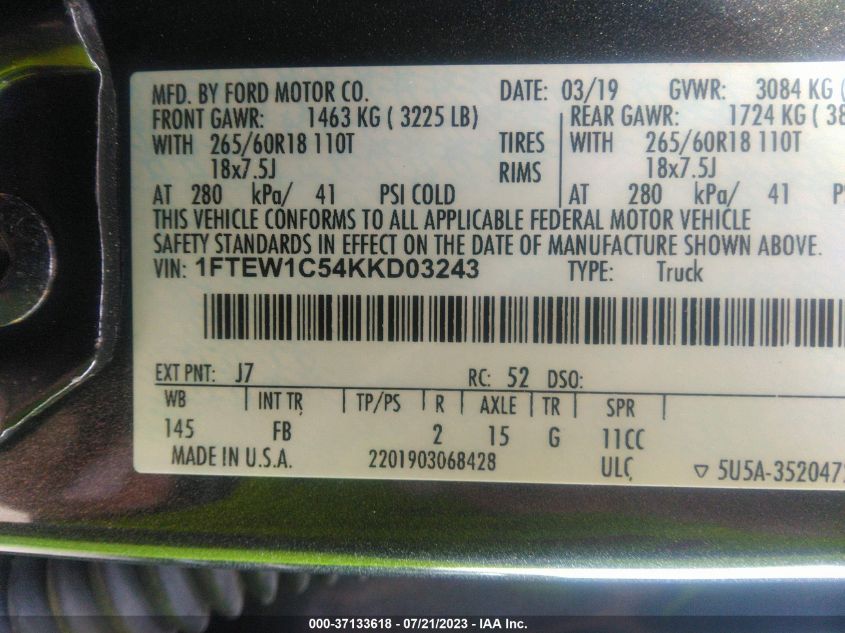 MFD. BY FORD MOTOR CO. DATE: 03/19 GVWR: 3084 KG (
FRONT GAWR: 1463 KG ( 3225 LB) REAR GAWR: 1724 KG ( 38
WITH 265/60R18 110T TIRES WITH 265/60R18 110T
18x7.5J RIMS 18x7.5J
AT 280 kPa/ 41 PSI COLD AT 280 kPa/ 41
THIS VEHICLE CONFORMS TO ALL APPLICABLE FEDERAL MOTOR VEHICLE
SAFETY STANDARDS IN EFFECT ON THE DATE OF MANUFACTURE SHOWN ABOVE.
VIN: 1FTEW1C54KKD03243 TYPE: Truck
EXT PNT: J7 RC: 52 DSO:
WB INT TR TP/PS R AXLE TR SPR
145 FB 2 15 G 11CC
MADE IN U.S.A. 2201903068428 ULC ▽ 5U5A-3520472
000-37133618 - 07/21/2023 - IAA Inc.